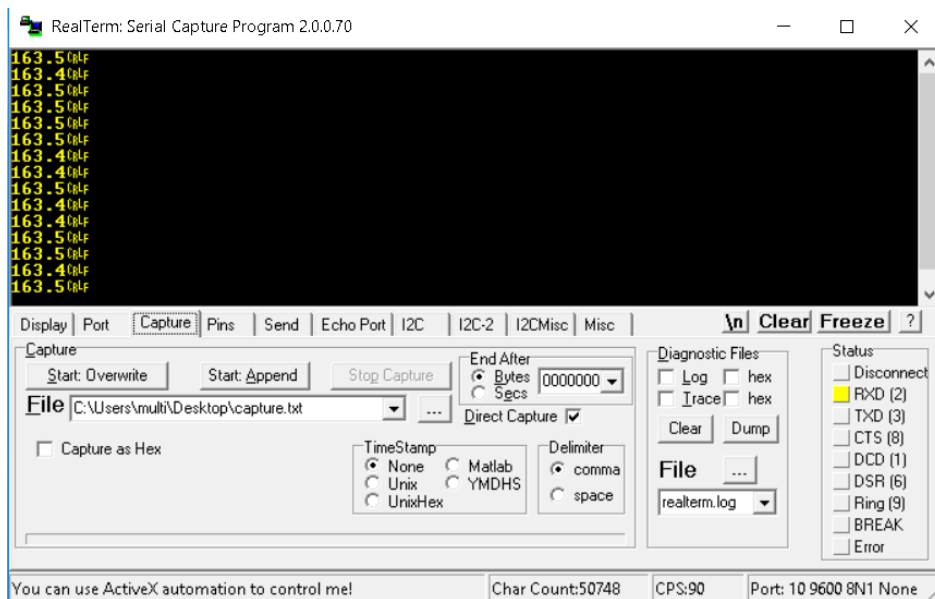 RealTerm: Serial Capture Program 2.0.0.70
163.5CRLF
163.4CRLF
163.5CRLF
163.5CRLF
163.5CRLF
163.5CRLF
163.4CRLF
163.4CRLF
163.5CRLF
163.4CRLF
163.4CRLF
163.5CRLF
163.5CRLF
163.4CRLF
163.5CRLF
Display Port Capture Pins Send Echo Port I2C I2C-2 I2CMisc Misc \n Clear Freeze ?
Capture
Start: Overwrite Start: Append Stop Capture
End After
Bytes
Secs
0000000
File C:\Users\multi\Desktop\capture.txt ...
Direct Capture
Capture as Hex
TimeStamp
None Matlab
Unix YMDHS
UnixHex
Delimiter
comma
space
Diagnostic Files
Log hex
Trace hex
Clear Dump
File ...
realterm.log
Status
Disconnect
RXD (2)
TXD (3)
CTS (8)
DCD (1)
DSR (6)
Ring (9)
BREAK
Error
You can use ActiveX automation to control me! Char Count:50748 CPS:90 Port: 10 9600 8N1 None